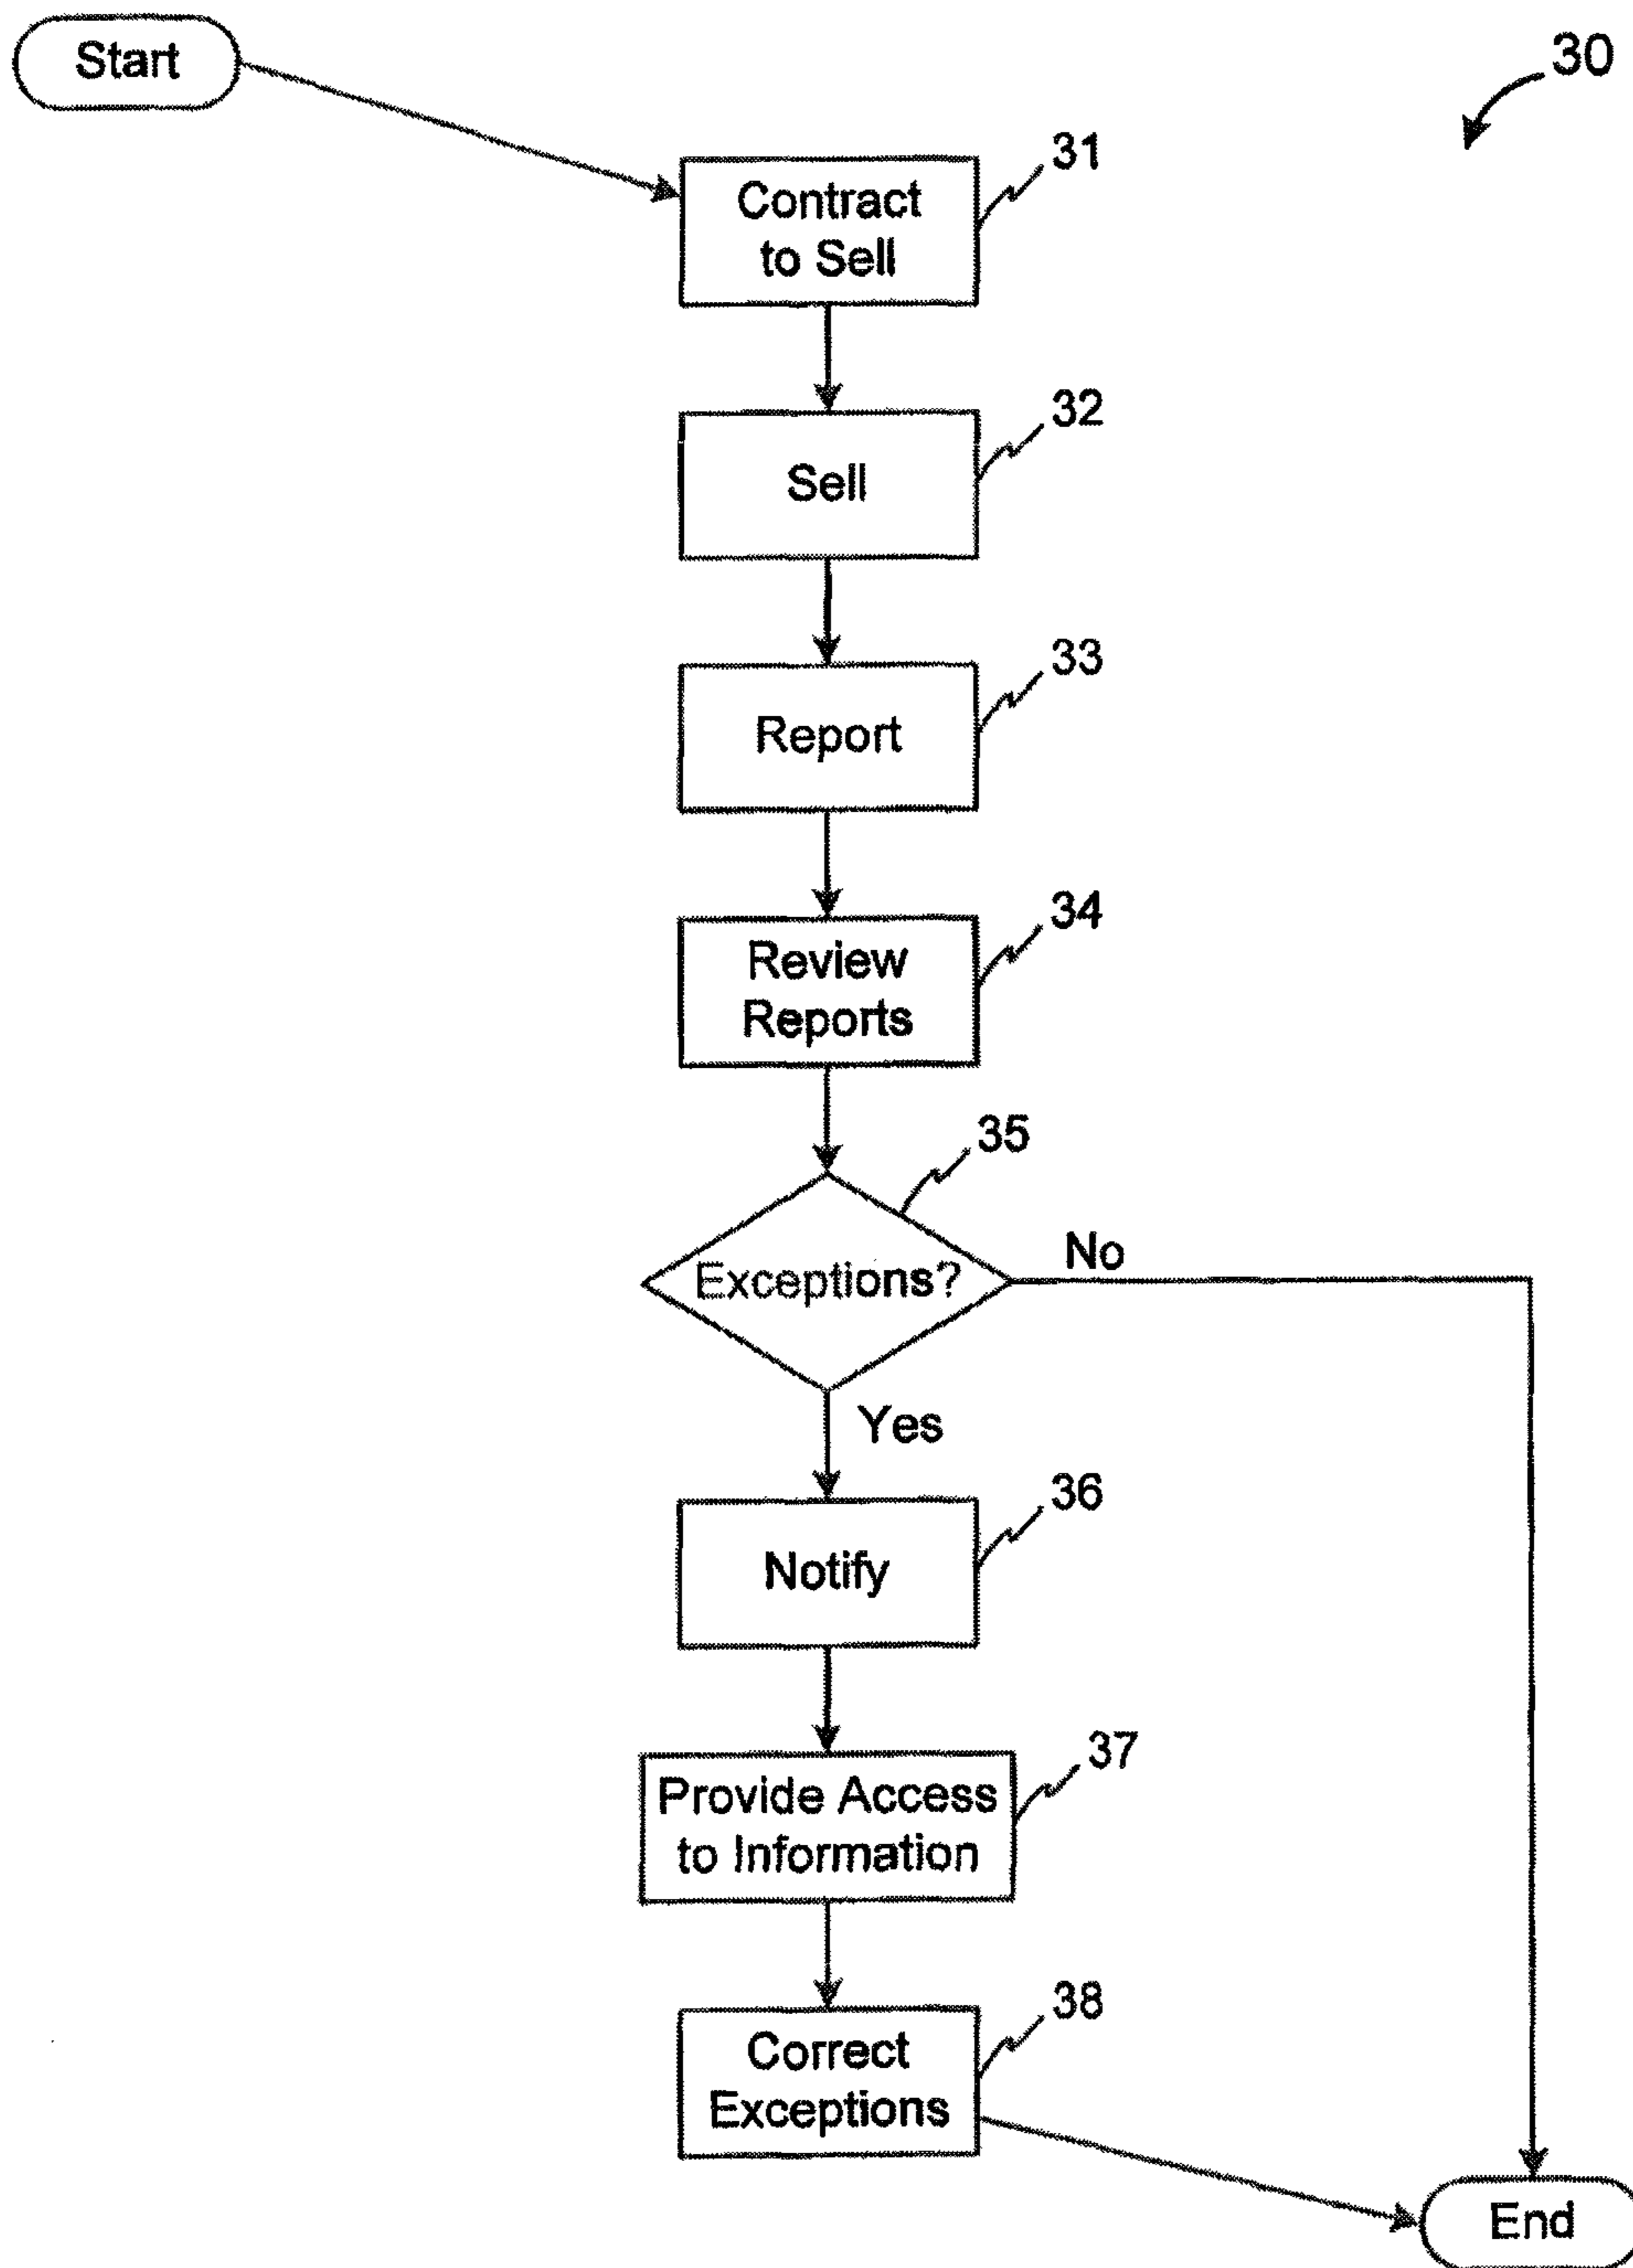 Start
30
31
Contract
to Sell
32
Sell
33
Report
34
Review
Reports
35
Exceptions?
No
Yes
36
Notify
37
Provide Access
to Information
38
Correct
Exceptions
End